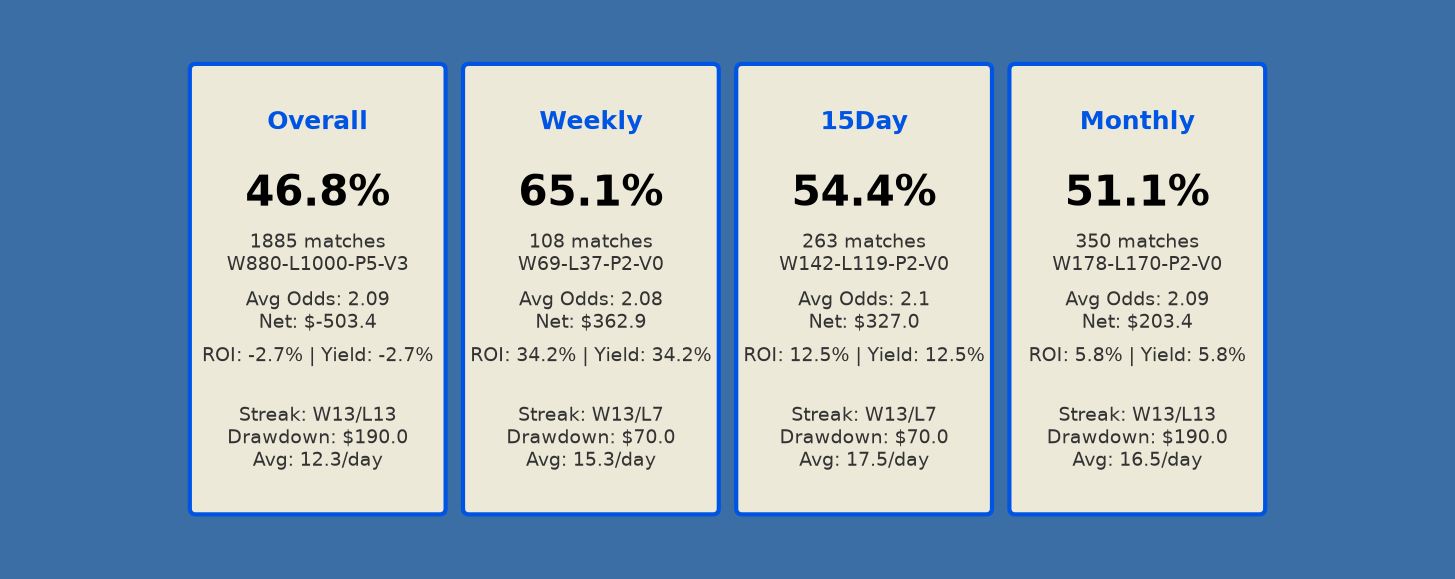 Overall
46.8%
1885 matches
W880-L1000-P5-V3
Avg Odds: 2.09
Net: $-503.4
ROI: -2.7% | Yield: -2.7%
Streak: W13/L13
Drawdown: $190.0
Avg: 12.3/day
Weekly
65.1%
108 matches
W69-L37-P2-V0
Avg Odds: 2.08
Net: $362.9
ROI: 34.2% | Yield: 34.2%
Streak: W13/L7
Drawdown: $70.0
Avg: 15.3/day
15Day
54.4%
263 matches
W142-L119-P2-V0
Avg Odds: 2.1
Net: $327.0
ROI: 12.5% | Yield: 12.5%
Streak: W13/L7
Drawdown: $70.0
Avg: 17.5/day
Monthly
51.1%
350 matches
W178-L170-P2-V0
Avg Odds: 2.09
Net: $203.4
ROI: 5.8% | Yield: 5.8%
Streak: W13/L13
Drawdown: $190.0
Avg: 16.5/day